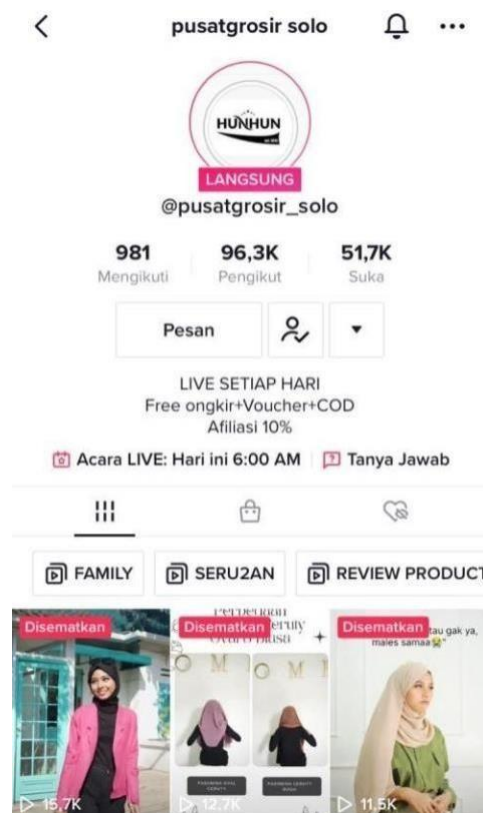 pusatgrosir solo
HUNHUN
LANGSUNG
@pusatgrosir_solo
981 96,3K 51,7K
Mengikuti Pengikut Suka
Pesan
LIVE SETIAP HARI
Free ongkir+Voucher+COD
Afiliasi 10%
Acara LIVE: Hari ini 6:00 AM Tanya Jawab
FAMILY SERU2AN REVIEW PRODUCT
Disematkan Disematkan Disematkan
tau gak ya,
males samaa
15,7K 12,7K 11,5K